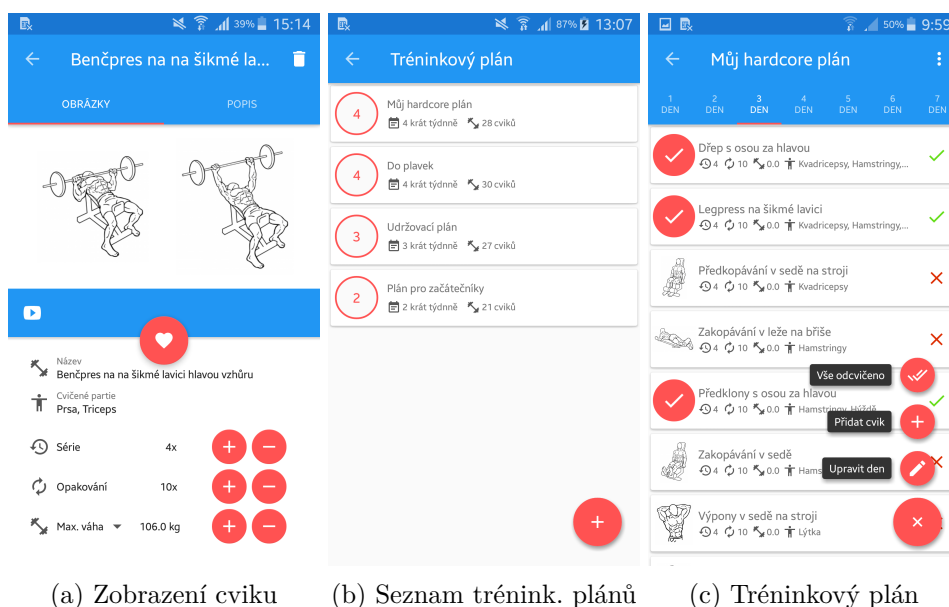 39% 15:14
Benčpres na na šikmé la...
OBRÁZKY POPIS
Název
Benčpres na na šikmé lavici hlavou vzhůru
Cvičené partie
Prsa, Triceps
Série 4x
Opakování 10x
Max. váha 106.0 kg
(a) Zobrazení cviku
87% 13:07
Tréninkový plán
4
Můj hardcore plán
4 krát týdnně 28 cviků
4
Do plavek
4 krát týdnně 30 cviků
3
Udržovací plán
3 krát týdnně 27 cviků
2
Plán pro začátečníky
2 krát týdnně 21 cviků
(b) Seznam trénink. plánů
50% 9:59
Můj hardcore plán
1 2 3 4 5 6 7
DEN DEN DEN DEN DEN DEN DEN
Dřep s osou za hlavou
4 10 0.0 Kvadricepsy, Hamstringy,...
Legpress na šikmé lavici
4 10 0.0 Kvadricepsy, Hamstringy,...
Předkopávání v sedě na stroji
4 10 0.0 Kvadricepsy
Zakopávání v leže na břiše
4 10 0.0 Hamstringy
Vše odcvičeno
Předklony s osou za hlavou
4 10 0.0 Hamstringy, Hýždě
Přidat cvik
Zakopávání v sedě
4 10 0.0 Hams
Upravit den
Výpony v sedě na stroji
4 10 0.0 Lýtka
(c) Tréninkový plán